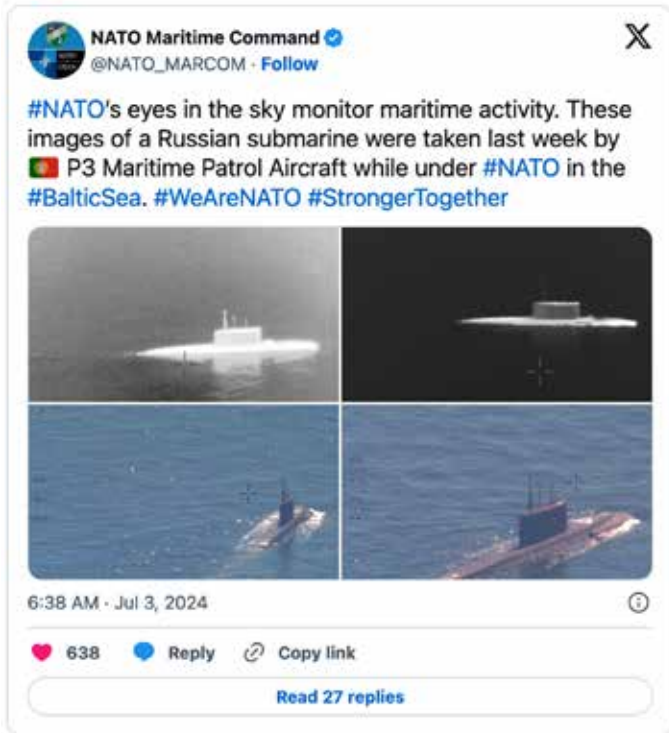 NATO Maritime Command
@NATO_MARCOM · Follow
#NATO's eyes in the sky monitor maritime activity. These
images of a Russian submarine were taken last week by
🇵🇹 P3 Maritime Patrol Aircraft while under #NATO in the
#BalticSea. #WeAreNATO #StrongerTogether
6:38 AM · Jul 3, 2024
638 Reply Copy link
Read 27 replies